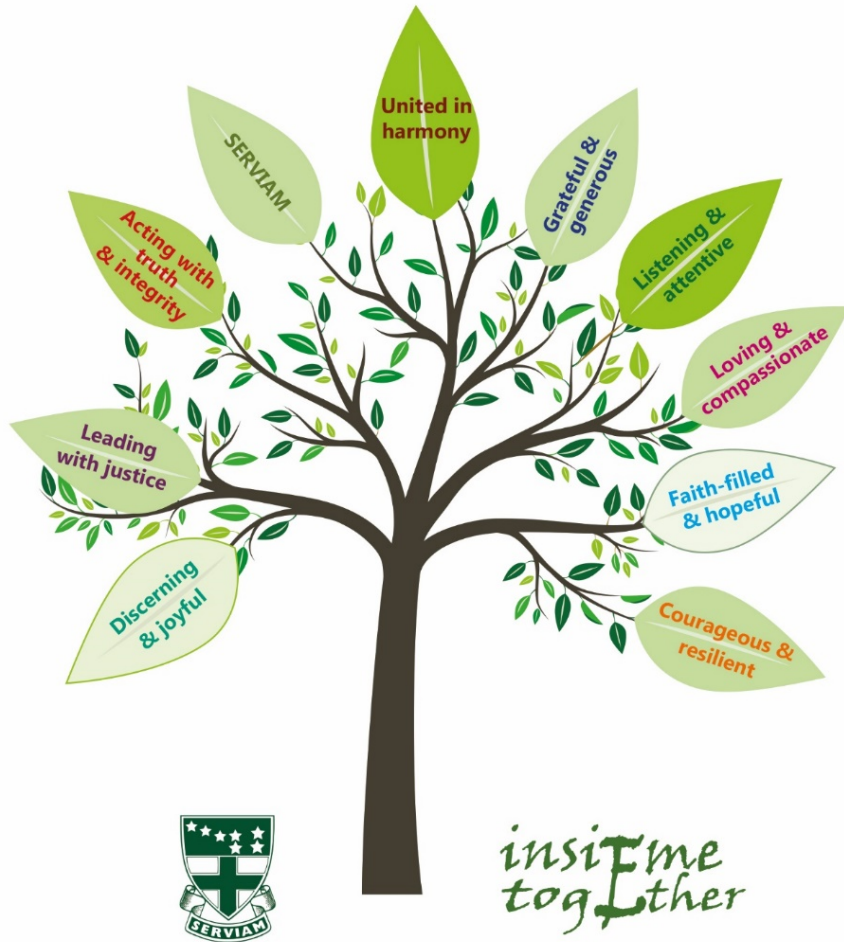 United in
harmony
SERVIAM
Grateful &
generous
Acting with
truth
& integrity
Listening &
attentive
Loving &
compassionate
Leading
with justice
Faith-filled
& hopeful
Discerning
& joyful
Courageous &
resilient
SERVIAM
insiEme
togEther